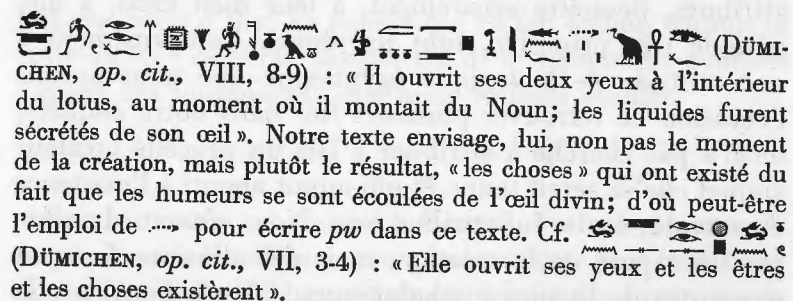 (DÜMI-
CHEN, op. cit., VIII, 8-9) : « Il ouvrit ses deux yeux à l'intérieur
du lotus, au moment où il montait du Noun; les liquides furent
sécrétés de son œil ». Notre texte envisage, lui, non pas le moment
de la création, mais plutôt le résultat, « les choses » qui ont existé du
fait que les humeurs se sont écoulées de l'œil divin; d'où peut-être
l'emploi de pour écrire pw dans ce texte. Cf.
(DÜMICHEN, op. cit., VII, 3-4) : « Elle ouvrit ses yeux et les êtres
et les choses existèrent ».